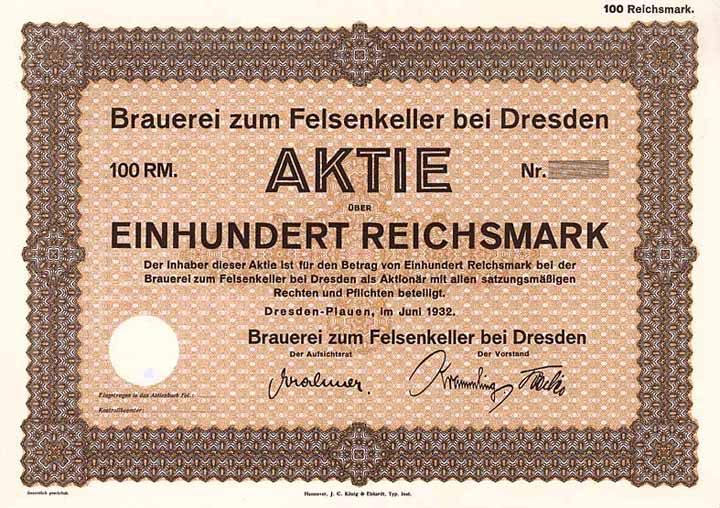 100 Reichsmark.
Brauerei zum Felsenkeller bei Dresden
100 RM.
AKTIE
Nr.
ÜBER
EINHUNDERT REICHSMARK
Der Inhaber dieser Aktie ist für den Betrag von Einhundert Reichsmark bei der
Brauerei zum Felsenkeller bei Dresden als Aktionär mit allen satzungsmäßigen
Rechten und Pflichten beteiligt.
Dresden-Plauen, im Juni 1932.
Brauerei zum Felsenkeller bei Dresden
Der Aufsichtsrat
Der Vorstand
Eingetragen in das Aktienbuch Fol.:
Kontrollbeamter:
Gesetzlich geschützt.
Hannover, J. C. König & Ebhardt, Typ. Inst.